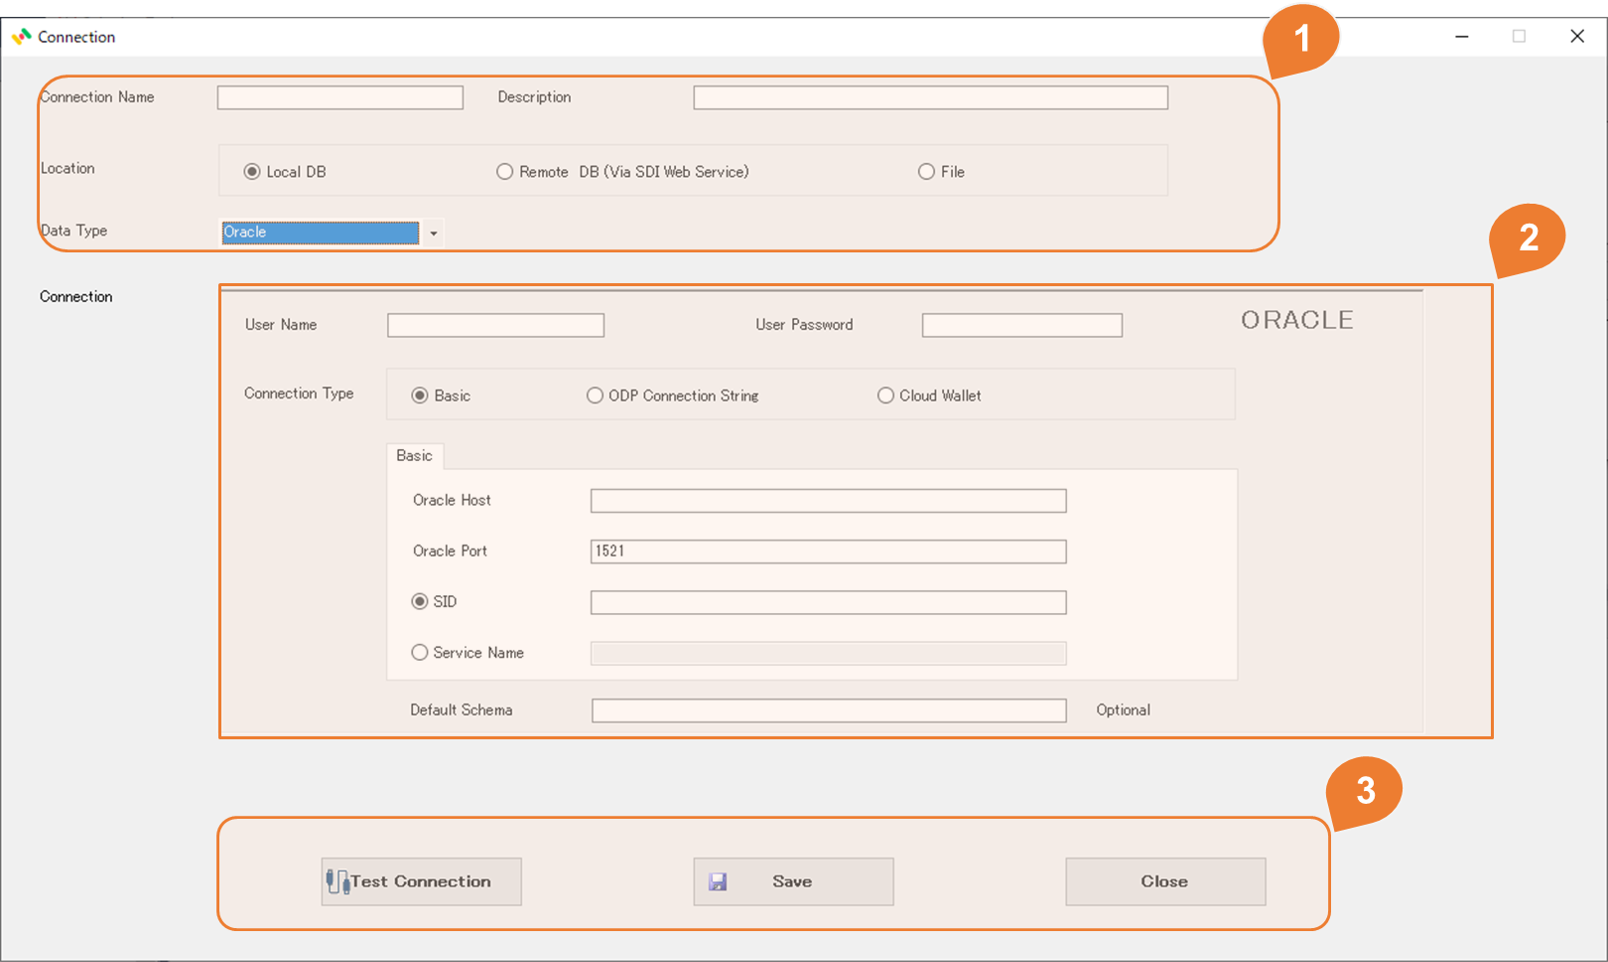 Connection
1
Connection Name
Description
Location
Local DB
Remote DB (Via SDI Web Service)
File
Data Type
Oracle
2
Connection
User Name
User Password
ORACLE
Connection Type
Basic
ODP Connection String
Cloud Wallet
Basic
Oracle Host
Oracle Port
1521
SID
Service Name
Default Schema
Optional
3
Test Connection
Save
Close